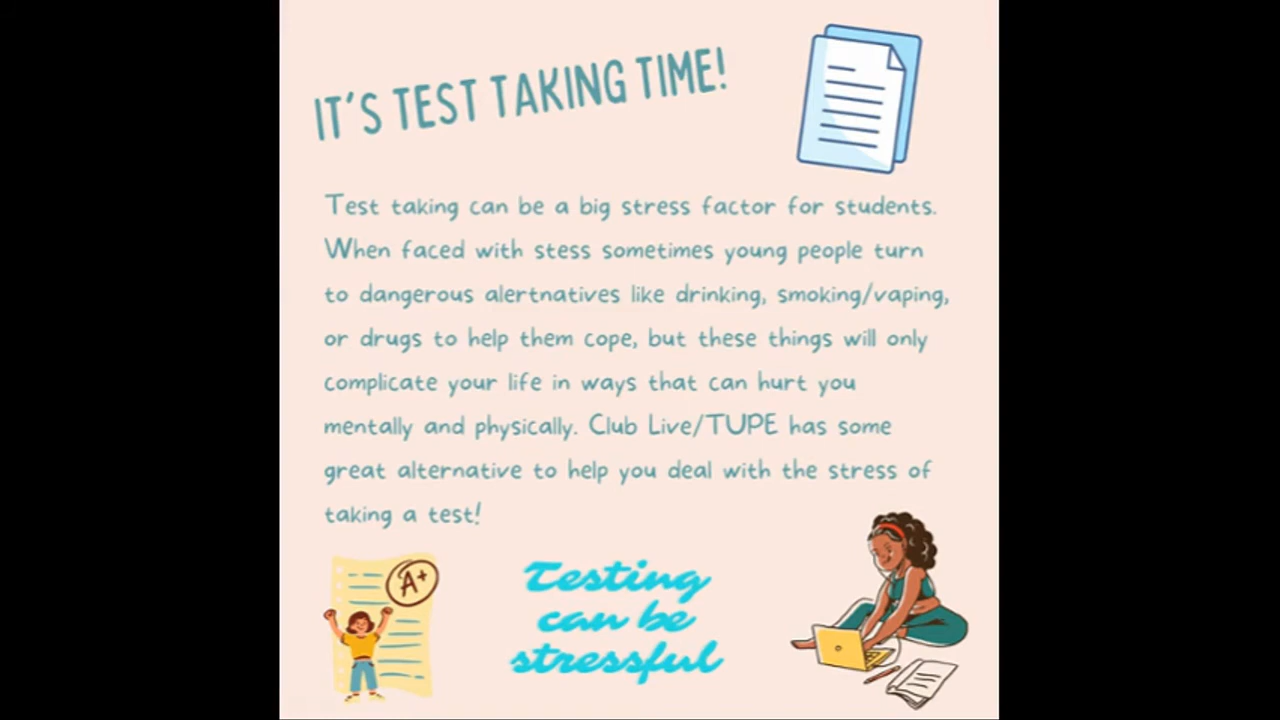 IT'S TEST TAKING TIME!
Test taking can be a big stress factor for students.
When faced with stess sometimes young people turn
to dangerous alertnatives like drinking, smoking/vaping,
or drugs to help them cope, but these things will only
complicate your life in ways that can hurt you
mentally and physically. Club Live/TUPE has some
great alternative to help you deal with the stress of
taking a test!
A+
Testing
can be
stressful